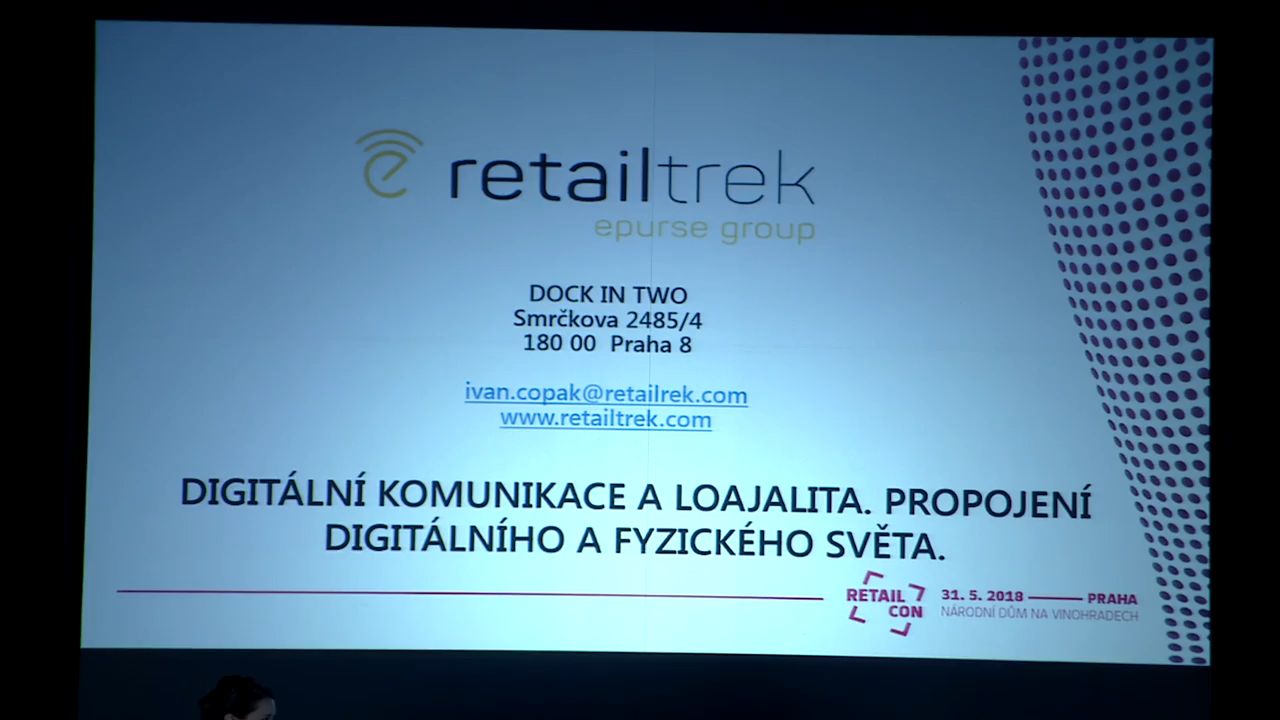 e retailtrek
epurse group
DOCK IN TWO
Smrčkova 2485/4
180 00 Praha 8
ivan.copak@retailrek.com
www.retailtrek.com
DIGITÁLNÍ KOMUNIKACE A LOAJALITA. PROPOJENÍ
DIGITÁLNÍHO A FYZICKÉHO SVĚTA.
RETAIL
CON
31. 5. 2018 PRAHA
NÁRODNÍ DŮM NA VINOHRADECH